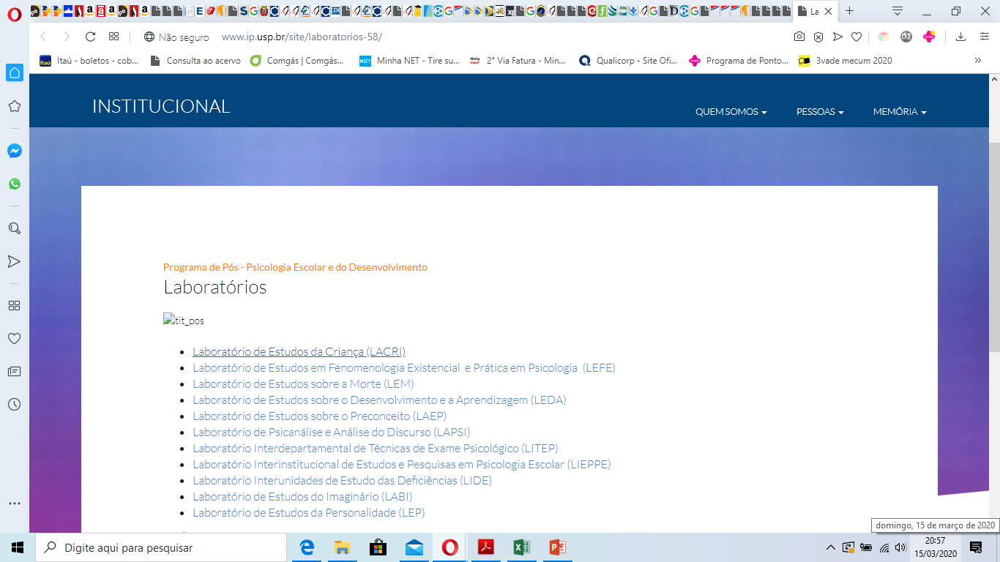 La
Não seguro www.ip.usp.br/site/laboratorios-58/
Itaú - boletos - cob... Consulta ao acervo Comgás | Comgás... Minha NET - Tire su... 2° Via Fatura - Min... Qualicorp - Site Ofi... Programa de Ponto... 3vade mecum 2020
INSTITUCIONAL
QUEM SOMOS PESSOAS MEMÓRIA
Programa de Pós - Psicologia Escolar e do Desenvolvimento
Laboratórios
tit_pos
Laboratório de Estudos da Criança (LACRI)
Laboratório de Estudos em Fenomenologia Existencial e Prática em Psicologia (LEFE)
Laboratório de Estudos sobre a Morte (LEM)
Laboratório de Estudos sobre o Desenvolvimento e a Aprendizagem (LEDA)
Laboratório de Estudos sobre o Preconceito (LAEP)
Laboratório de Psicanálise e Análise do Discurso (LAPSI)
Laboratório Interdepartamental de Técnicas de Exame Psicológico (LITEP)
Laboratório Interinstitucional de Estudos e Pesquisas em Psicologia Escolar (LIEPPE)
Laboratório Interunidades de Estudo das Deficiências (LIDE)
Laboratório de Estudos do Imaginário (LABI)
Laboratório de Estudos da Personalidade (LEP)
domingo, 15 de março de 2020
Digite aqui para pesquisar
20:57
15/03/2020